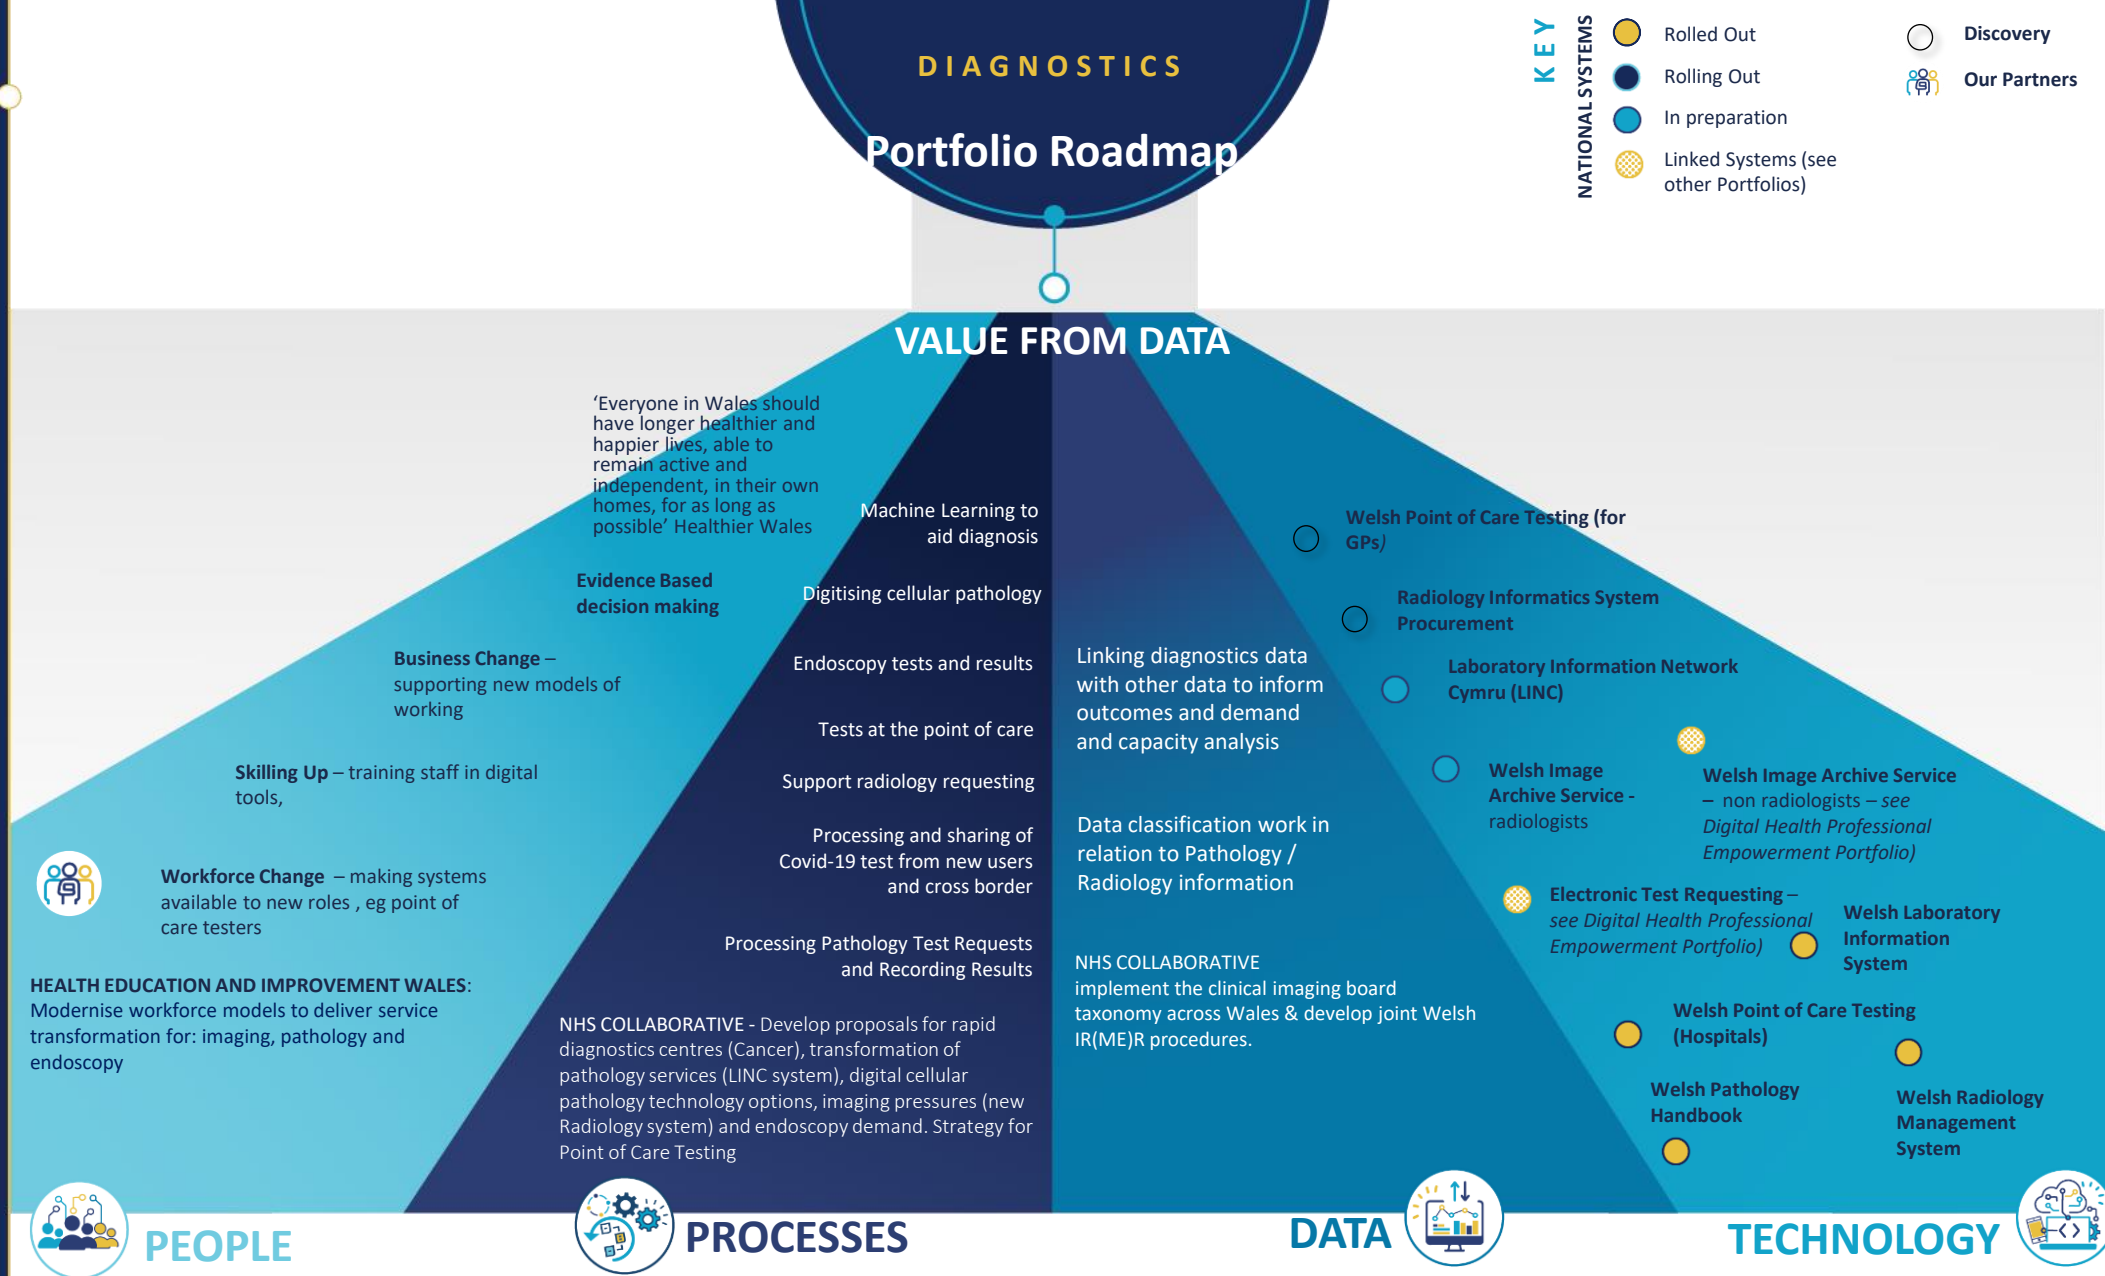 DIAGNOSTICS
Portfolio Roadmap
KEY
NATIONAL SYSTEMS
Rolled Out
Rolling Out
In preparation
Linked Systems (see
other Portfolios)
Discovery
Our Partners
VALUE FROM DATA
‘Everyone in Wales should
have longer healthier and
happier lives, able to
remain active and
independent, in their own
homes, for as long as
possible’ Healthier Wales
Evidence Based
decision making
Business Change –
supporting new models of
working
Skilling Up – training staff in digital
tools,
Workforce Change – making systems
available to new roles , eg point of
care testers
HEALTH EDUCATION AND IMPROVEMENT WALES:
Modernise workforce models to deliver service
transformation for: imaging, pathology and
endoscopy
Machine Learning to
aid diagnosis
Digitising cellular pathology
Endoscopy tests and results
Tests at the point of care
Support radiology requesting
Processing and sharing of
Covid-19 test from new users
and cross border
Processing Pathology Test Requests
and Recording Results
NHS COLLABORATIVE - Develop proposals for rapid
diagnostics centres (Cancer), transformation of
pathology services (LINC system), digital cellular
pathology technology options, imaging pressures (new
Radiology system) and endoscopy demand. Strategy for
Point of Care Testing
Linking diagnostics data
with other data to inform
outcomes and demand
and capacity analysis
Data classification work in
relation to Pathology /
Radiology information
NHS COLLABORATIVE
implement the clinical imaging board
taxonomy across Wales & develop joint Welsh
IR(ME)R procedures.
Welsh Point of Care Testing (for
GPs)
Radiology Informatics System
Procurement
Laboratory Information Network
Cymru (LINC)
Welsh Image
Archive Service -
radiologists
Welsh Image Archive Service
– non radiologists – see
Digital Health Professional
Empowerment Portfolio)
Electronic Test Requesting –
see Digital Health Professional
Empowerment Portfolio)
Welsh Laboratory
Information
System
Welsh Point of Care Testing
(Hospitals)
Welsh Pathology
Handbook
Welsh Radiology
Management
System
PEOPLE
PROCESSES
DATA
TECHNOLOGY